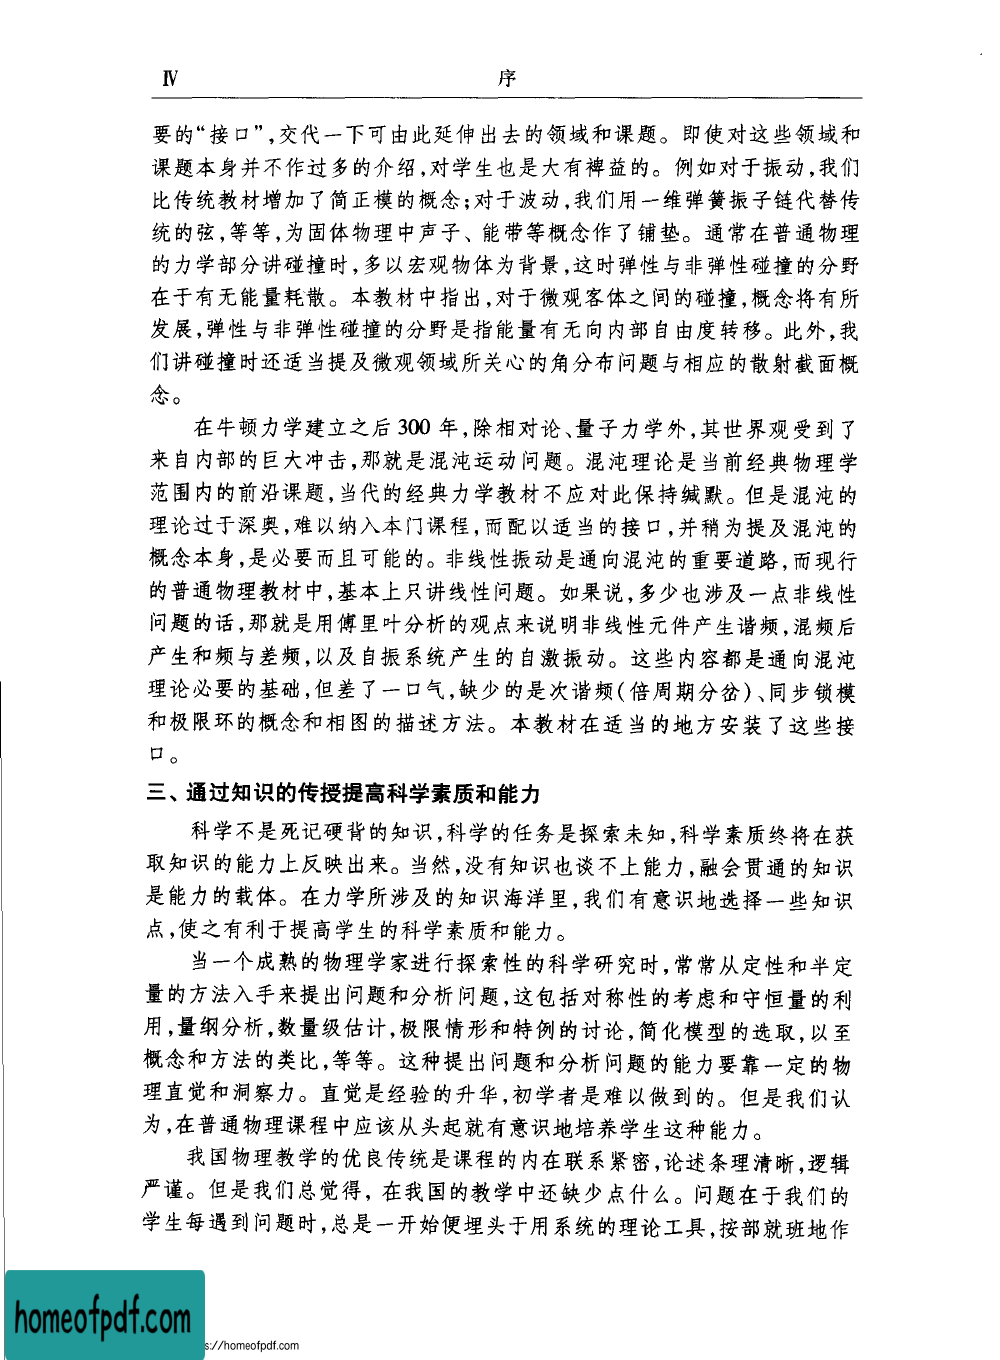 Ⅳ 序
要的“接口”,交代一下可由此延伸出去的领域和课题。即使对这些领域和
课题本身并不作过多的介绍,对学生也是大有裨益的。例如对于振动,我们
比传统教材增加了简正模的概念;对于波动,我们用一维弹簧振子链代替传
统的弦,等等,为固体物理中声子、能带等概念作了铺垫。通常在普通物理
的力学部分讲碰撞时,多以宏观物体为背景,这时弹性与非弹性碰撞的分野
在于有无能量耗散。本教材中指出,对于微观客体之间的碰撞,概念将有所
发展,弹性与非弹性碰撞的分野是指能量有无向内部自由度转移。此外,我
们讲碰撞时还适当提及微观领域所关心的角分布问题与相应的散射截面概
念。
在牛顿力学建立之后 300 年,除相对论、量子力学外,其世界观受到了
来自内部的巨大冲击,那就是混沌运动问题。混沌理论是当前经典物理学
范围内的前沿课题,当代的经典力学教材不应对此保持缄默。但是混沌的
理论过于深奥,难以纳入本门课程,而配以适当的接口,并稍为提及混沌的
概念本身,是必要而且可能的。非线性振动是通向混沌的重要道路,而现行
的普通物理教材中,基本上只讲线性问题。如果说,多少也涉及一点非线性
问题的话,那就是用傅里叶分析的观点来说明非线性元件产生谐频,混频后
产生和频与差频,以及自振系统产生的自激振动。这些内容都是通向混沌
理论必要的基础,但差了一口气,缺少的是次谐频(倍周期分岔)、同步锁模
和极限环的概念和相图的描述方法。本教材在适当的地方安装了这些接
口。
三、通过知识的传授提高科学素质和能力
科学不是死记硬背的知识,科学的任务是探索未知,科学素质终将在获
取知识的能力上反映出来。当然,没有知识也谈不上能力,融会贯通的知识
是能力的载体。在力学所涉及的知识海洋里,我们有意识地选择一些知识
点,使之有利于提高学生的科学素质和能力。
当一个成熟的物理学家进行探索性的科学研究时,常常从定性和半定
量的方法入手来提出问题和分析问题,这包括对称性的考虑和守恒量的利
用,量纲分析,数量级估计,极限情形和特例的讨论,简化模型的选取,以至
概念和方法的类比,等等。这种提出问题和分析问题的能力要靠一定的物
理直觉和洞察力。直觉是经验的升华,初学者是难以做到的。但是我们认
为,在普通物理课程中应该从头起就有意识地培养学生这种能力。
我国物理教学的优良传统是课程的内在联系紧密,论述条理清晰,逻辑
严谨。但是我们总觉得,在我国的教学中还缺少点什么。问题在于我们的
学生每遇到问题时,总是一开始便埋头于用系统的理论工具,按部就班地作
homeofpdf.com
s://homeofpdf.com